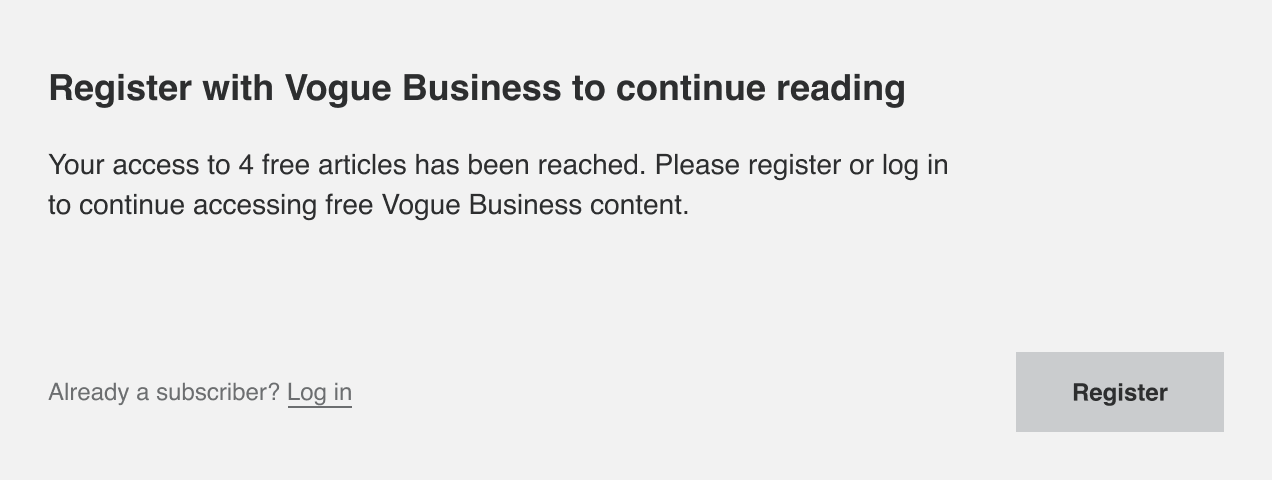 Register with Vogue Business to continue reading
Your access to 4 free articles has been reached. Please register or log in
to continue accessing free Vogue Business content.
Already a subscriber? Log in
Register